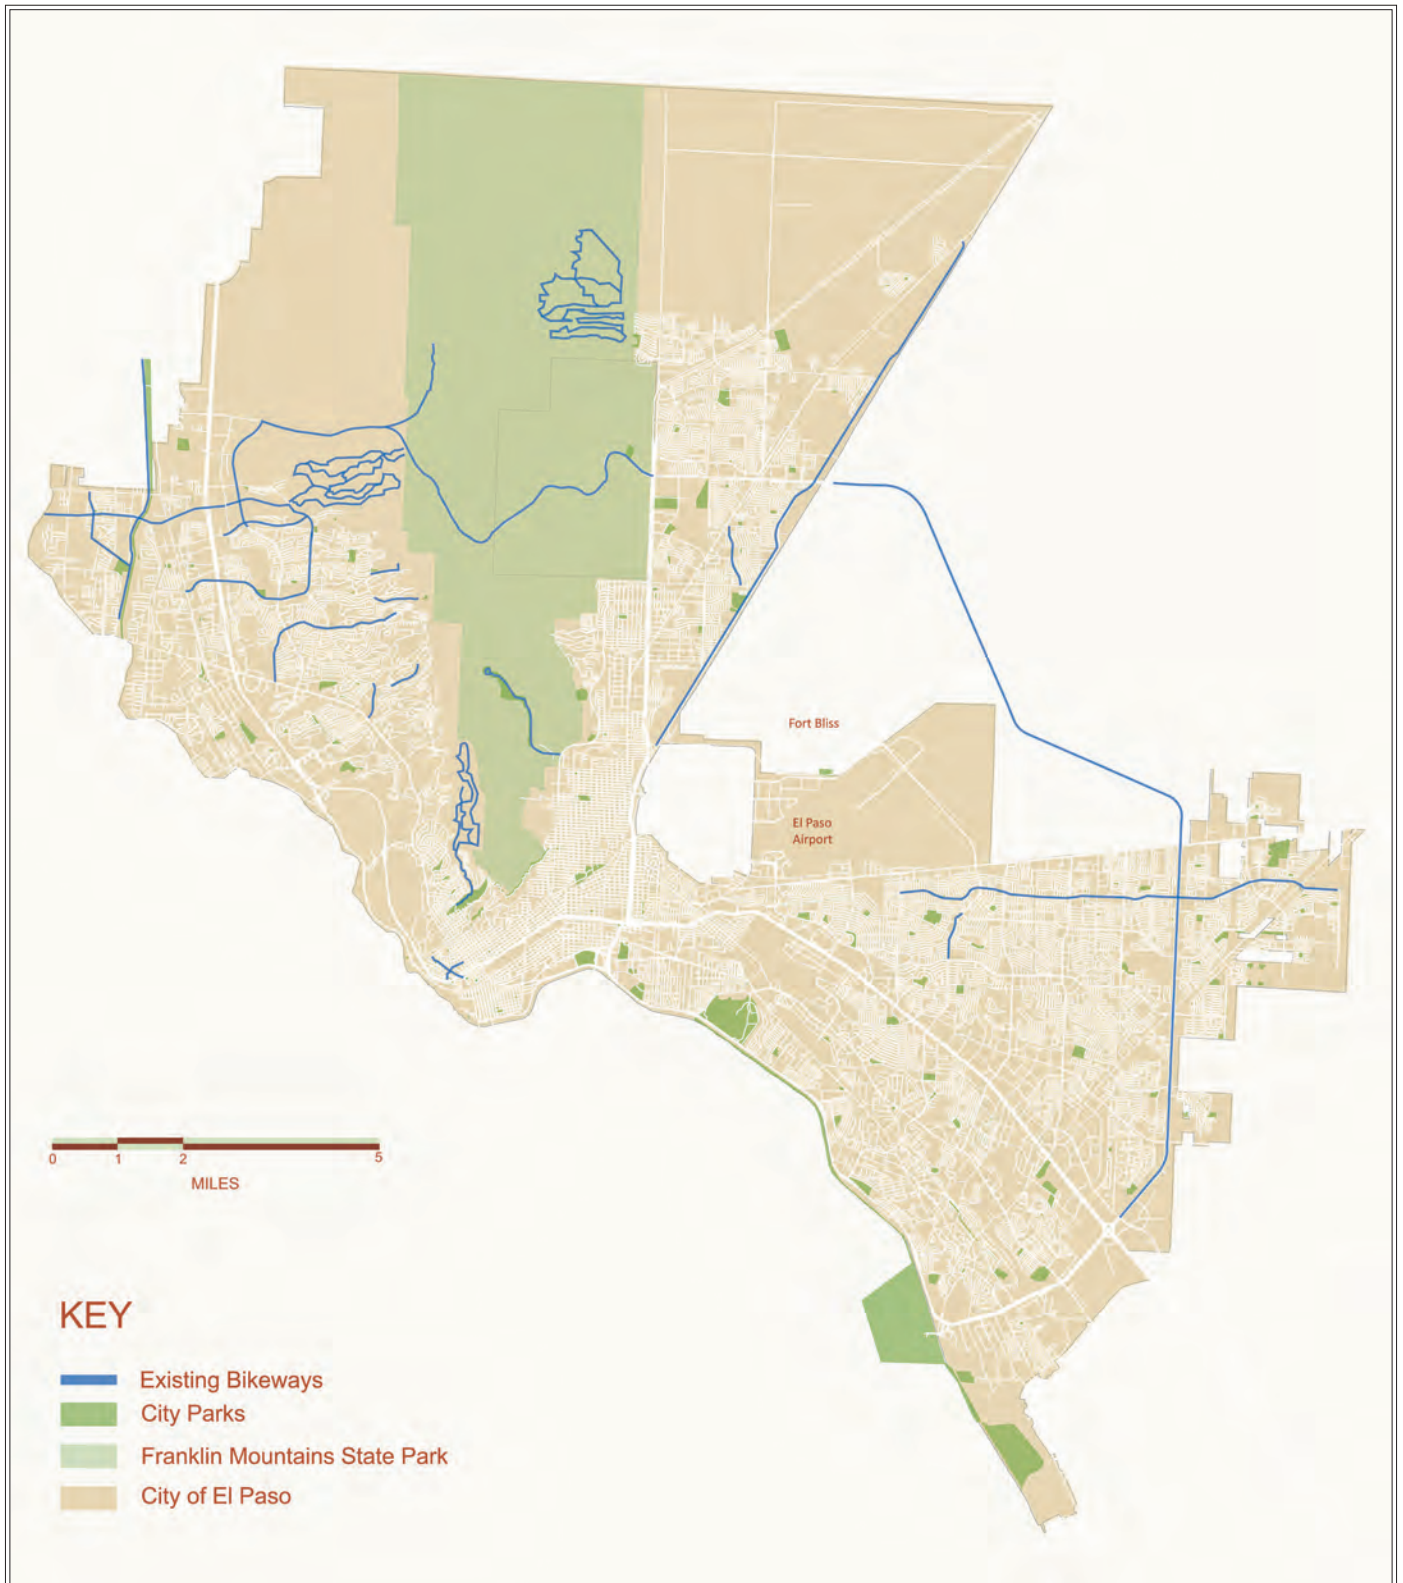 Fort Bliss
El Paso
Airport
0 1 2 5
MILES
KEY
Existing Bikeways
City Parks
Franklin Mountains State Park
City of El Paso